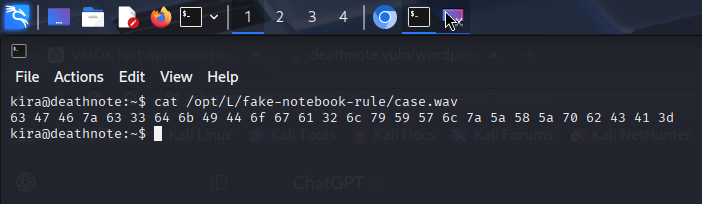 1 2 3 4
VMDK Not Appearing
deathnote.vuln/wordpr
File Actions Edit View Help
kira@deathnote:~$ cat /opt/L/fake-notebook-rule/case.wav
63 47 46 7a 63 33 64 6b 49 44 6f 67 61 32 6c 79 59 57 6c 7a 5a 58 5a 70 62 43 41 3d
kira@deathnote:~$
Kali Linux Kali Tools Kali Docs Kali Forums Kali NetHunter
ChatGPT